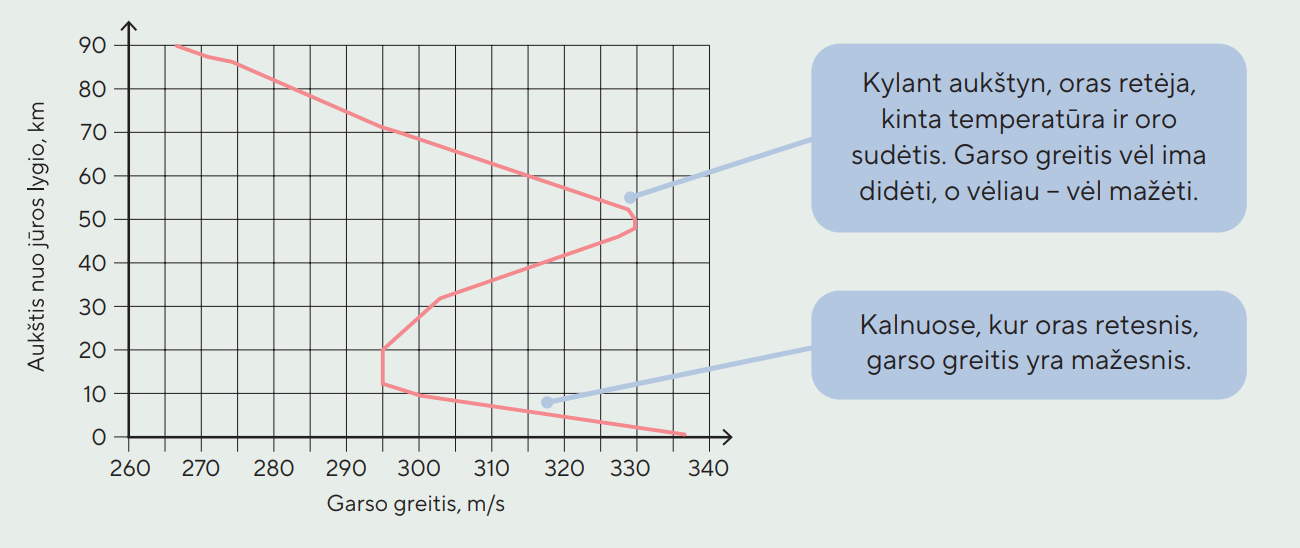 Aukštis nuo jūros lygio, km
90
80
70
60
50
40
30
20
10
0
260 270 280 290 300 310 320 330 340
Garso greitis, m/s
Kylant aukštyn, oras retėja,
kinta temperatūra ir oro
sudėtis. Garso greitis vėl ima
didėti, o vėliau – vėl mažėti.
Kalnuose, kur oras retesnis,
garso greitis yra mažesnis.